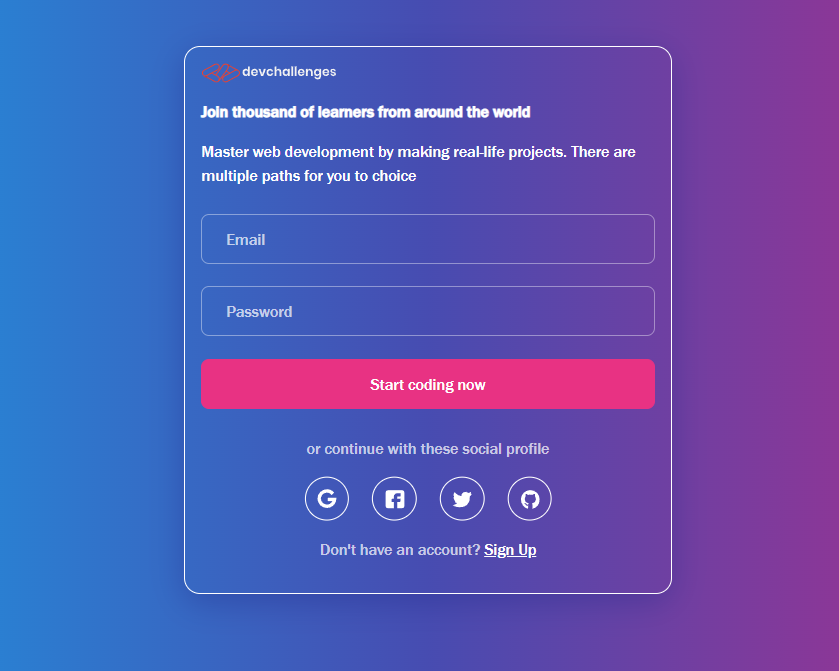 devchallenges
Join thousand of learners from around the world
Master web development by making real-life projects. There are
multiple paths for you to choice
Email
Password
Start coding now
or continue with these social profile
Don't have an account? Sign Up